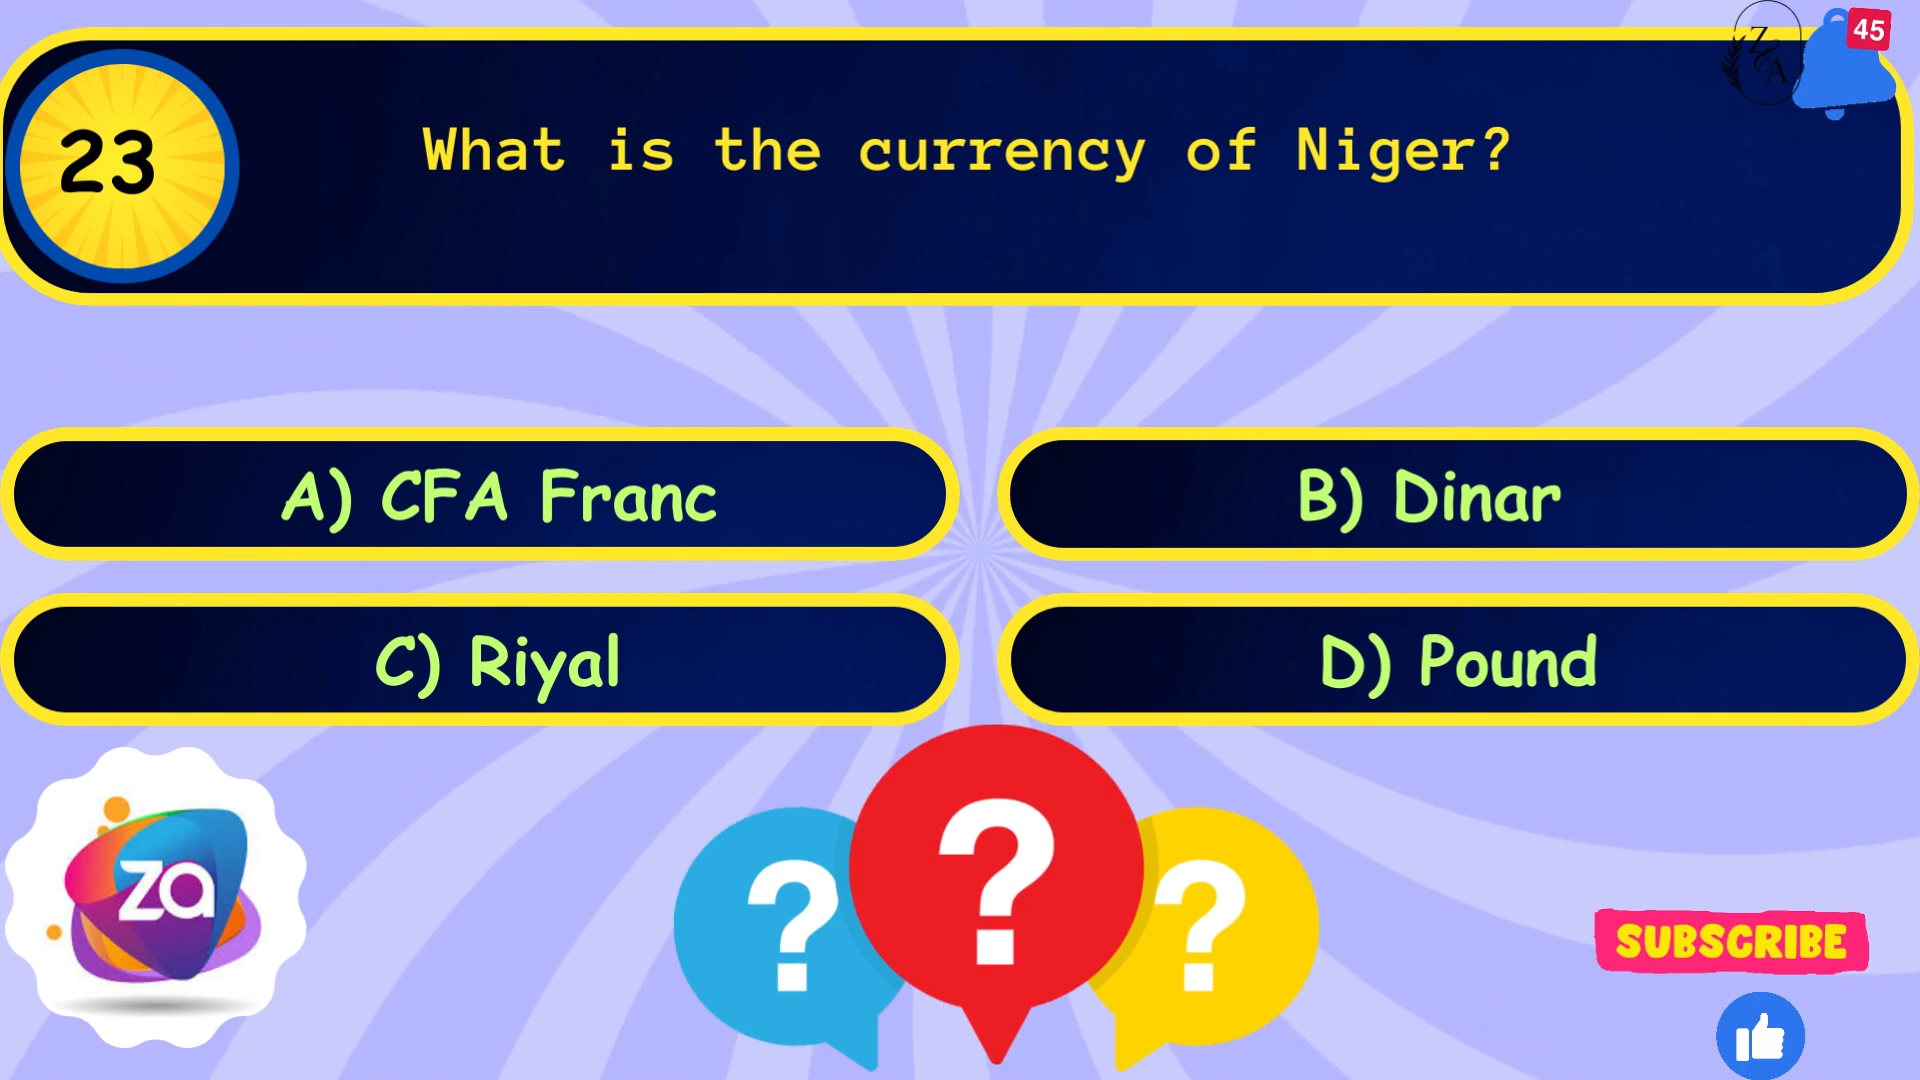 45
Z&A
23
What is the currency of Niger?
A) CFA Franc
B) Dinar
C) Riyal
D) Pound
za
? ? ?
SUBSCRIBE